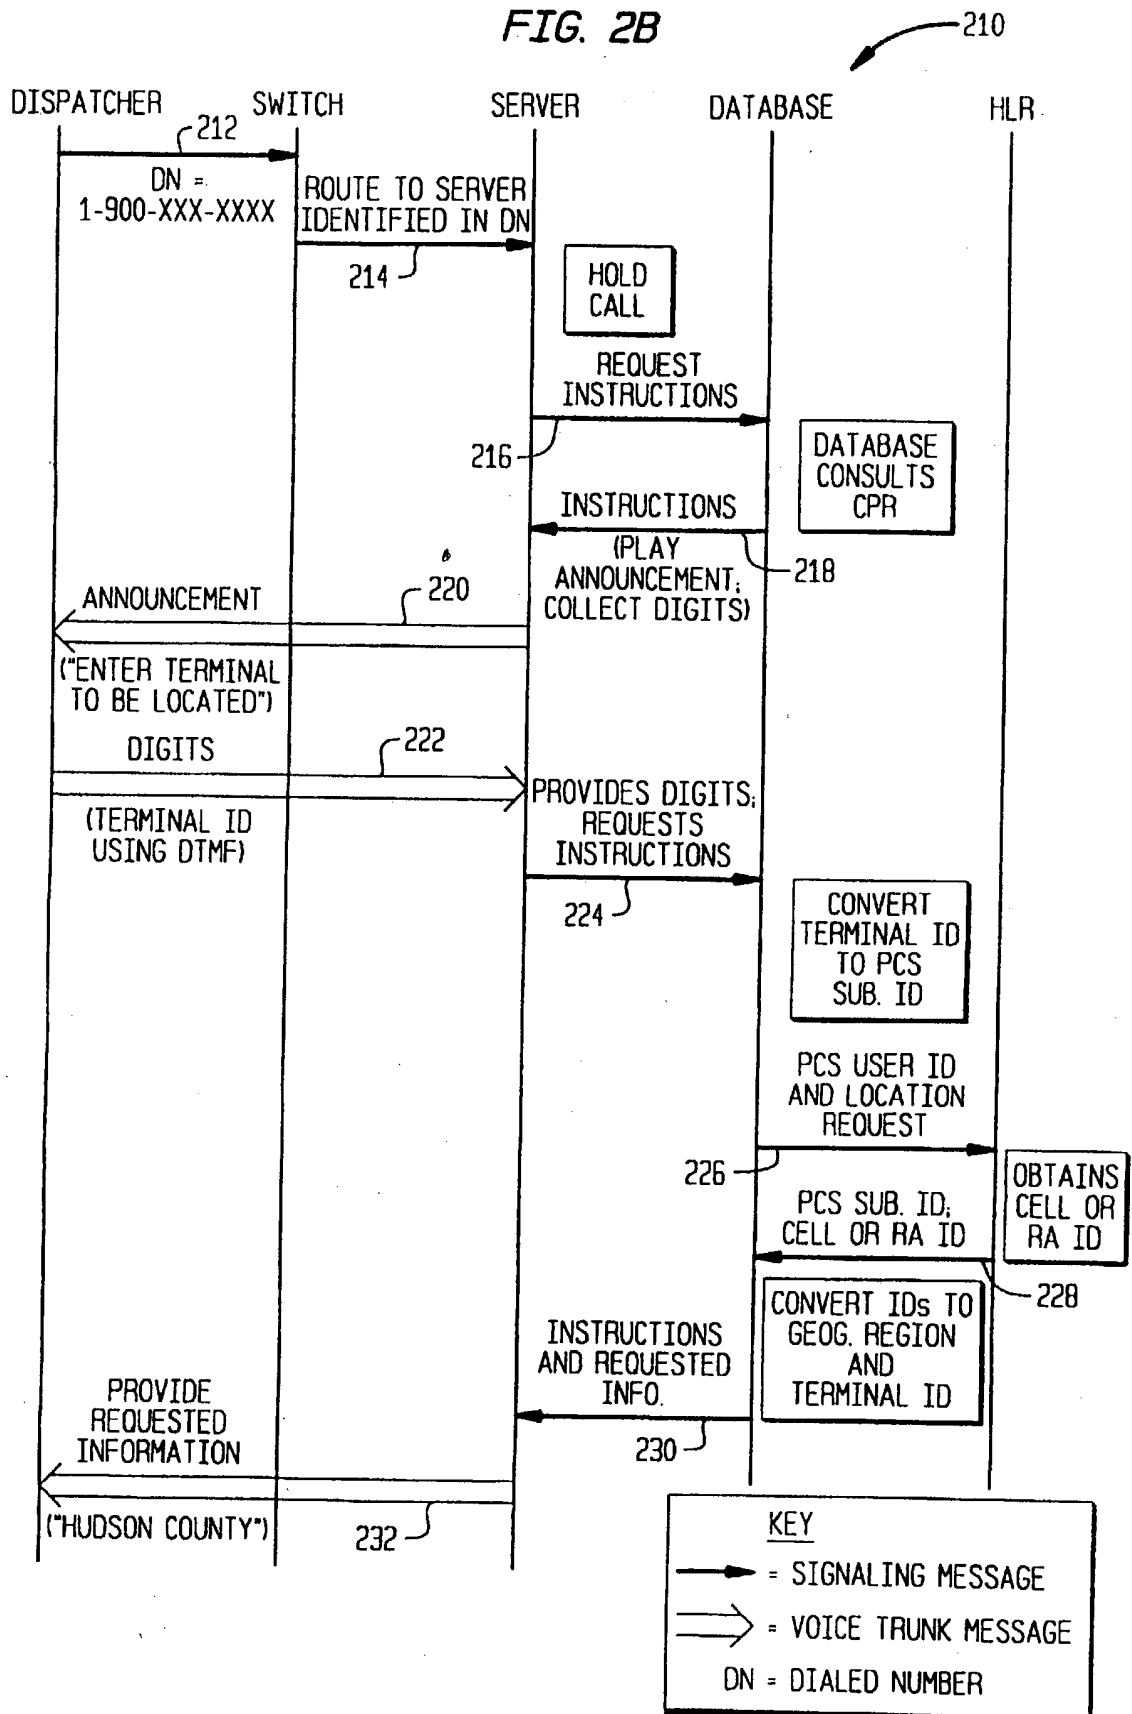 FIG. 2B
210
DISPATCHER
SWITCH
SERVER
DATABASE
HLR
212
DN =
1-900-XXX-XXXX
ROUTE TO SERVER
IDENTIFIED IN DN
214
HOLD
CALL
REQUEST
INSTRUCTIONS
216
DATABASE
CONSULTS
CPR
INSTRUCTIONS
(PLAY
ANNOUNCEMENT;
COLLECT DIGITS)
218
ANNOUNCEMENT
220
("ENTER TERMINAL
TO BE LOCATED")
DIGITS
222
(TERMINAL ID
USING DTMF)
PROVIDES DIGITS;
REQUESTS
INSTRUCTIONS
224
CONVERT
TERMINAL ID
TO PCS
SUB. ID
PCS USER ID
AND LOCATION
REQUEST
226
OBTAINS
CELL OR
RA ID
PCS SUB. ID;
CELL OR RA ID
228
CONVERT IDs TO
GEOG. REGION
AND
TERMINAL ID
INSTRUCTIONS
AND REQUESTED
INFO.
230
PROVIDE
REQUESTED
INFORMATION
("HUDSON COUNTY")
232
KEY
= SIGNALING MESSAGE
= VOICE TRUNK MESSAGE
DN = DIALED NUMBER